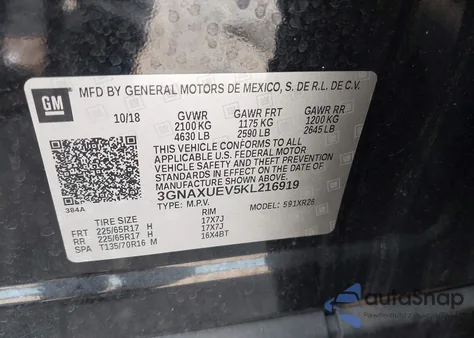 GM
MFD BY GENERAL MOTORS DE MEXICO, S. DE R.L. DE C.V.
10/18 GVWR GAWR FRT GAWR RR
2100 KG 1175 KG 1200 KG
4630 LB 2590 LB 2645 LB
THIS VEHICLE CONFORMS TO ALL
APPLICABLE U.S. FEDERAL MOTOR
VEHICLE SAFETY AND THEFT
PREVENTION STANDARDS IN EFFECT
ON THE DATE OF MANUFACTURE
SHOWN ABOVE.
384A
3GNAXUEV5KL216919
TYPE: M.P.V. 591XR26
TIRE SIZE RIM
FRT 225/65R17 H 17X7J
RR 225/65R17 H 17X7J
SPA T135/70R16 M 16X4BT
autoSnap